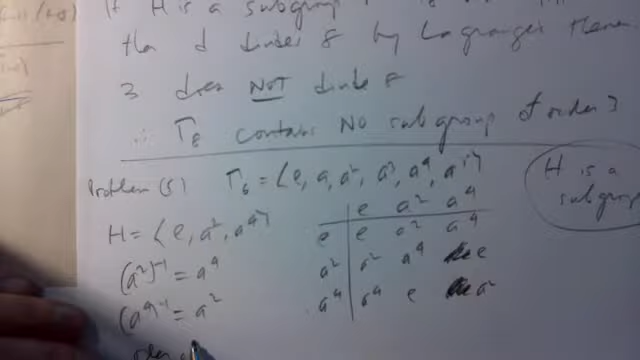 If H is a subgroup
then d divides 8 by Lagranges Theorem
3 does NOT divide 8
∴ T8 contains NO subgroup of order 3
Problem (5) T6 = {e, a, a², a³, a⁴, a⁵}
H = {e, a², a⁴}
(a²)⁻¹ = a⁴
(a⁴)⁻¹ = a²
order
e a² a⁴
e e a² a⁴
a² a² a⁴ e
a⁴ a⁴ e a²
H is a
subgroup